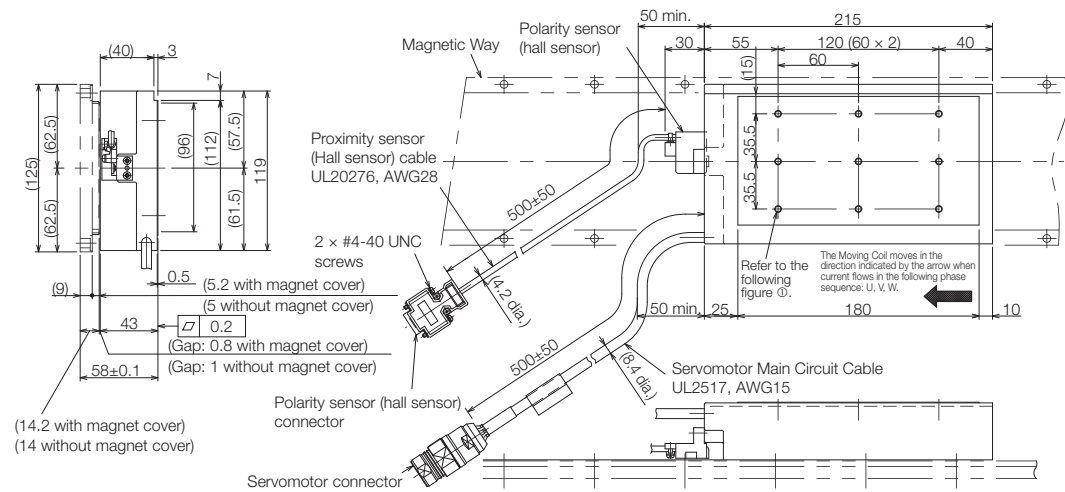 50 min.
215
Polarity sensor
(hall sensor)
(40)
3
Magnetic Way
30
55
120 (60 × 2)
40
60
(15)
7
Proximity sensor
(Hall sensor) cable
UL20276, AWG28
(125)
(62.5)
(62.5)
(96)
(112)
(57.5)
(61.5)
119
35.5
35.5
500±50
2 × #4-40 UNC
screws
(4.2 dia.)
0.5
(9)
(5.2 with magnet cover)
(5 without magnet cover)
43
0.2
(Gap: 0.8 with magnet cover)
(Gap: 1 without magnet cover)
58±0.1
(14.2 with magnet cover)
(14 without magnet cover)
Refer to the
following
figure ①.
The Moving Coil moves in the
direction indicated by the arrow when
current flows in the following phase
sequence: U, V, W.
50 min.
25
180
10
500±50
(8.4 dia.)
Servomotor Main Circuit Cable
UL2517, AWG15
Polarity sensor (hall sensor)
connector
Servomotor connector